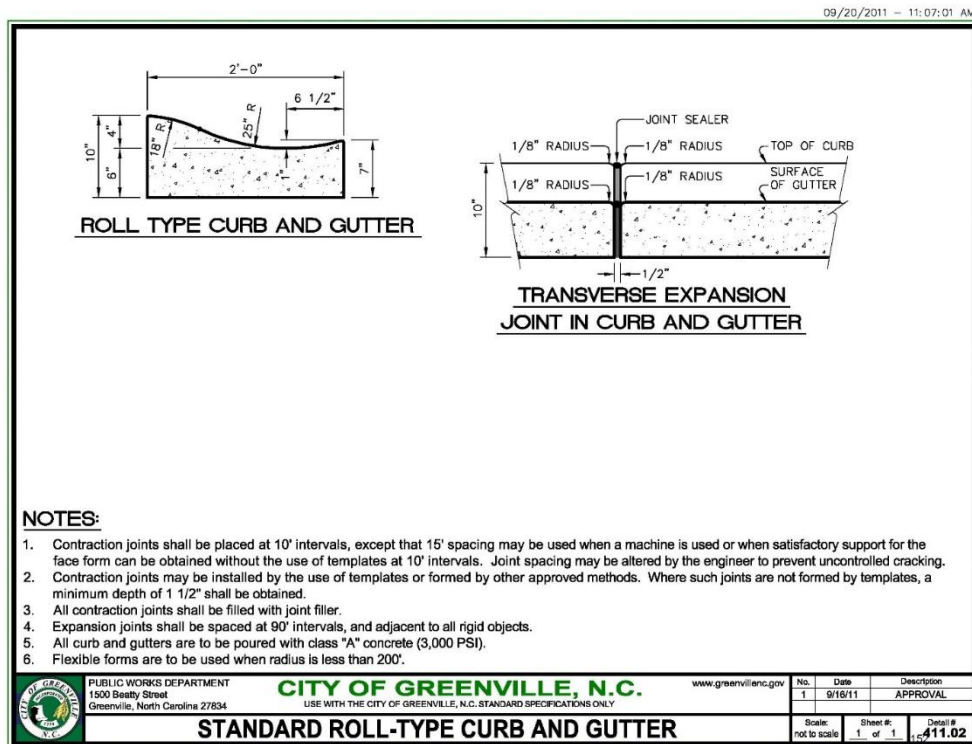 09/20/2011 - 11:07:01 AM
2'-0"
6 1/2"
10"
4"
6"
18" R
25" R
1"
7"
ROLL TYPE CURB AND GUTTER
JOINT SEALER
1/8" RADIUS
1/8" RADIUS
TOP OF CURB
1/8" RADIUS
1/8" RADIUS
SURFACE
OF GUTTER
10"
1/2"
TRANSVERSE EXPANSION
JOINT IN CURB AND GUTTER
NOTES:
1. Contraction joints shall be placed at 10' intervals, except that 15' spacing may be used when a machine is used or when satisfactory support for the
face form can be obtained without the use of templates at 10' intervals. Joint spacing may be altered by the engineer to prevent uncontrolled cracking.
2. Contraction joints may be installed by the use of templates or formed by other approved methods. Where such joints are not formed by templates, a
minimum depth of 1 1/2" shall be obtained.
3. All contraction joints shall be filled with joint filler.
4. Expansion joints shall be spaced at 90' intervals, and adjacent to all rigid objects.
5. All curb and gutters are to be poured with class "A" concrete (3,000 PSI).
6. Flexible forms are to be used when radius is less than 200'.
CITY OF GREENVILLE
N.C.
PUBLIC WORKS DEPARTMENT
1500 Beatty Street
Greenville, North Carolina 27834
CITY OF GREENVILLE, N.C.
USE WITH THE CITY OF GREENVILLE, N.C. STANDARD SPECIFICATIONS ONLY
www.greenvillenc.gov
STANDARD ROLL-TYPE CURB AND GUTTER
No. Date Description
1 9/16/11 APPROVAL
Scale: Sheet #: Detail #
not to scale 1 of 1 411.02
152